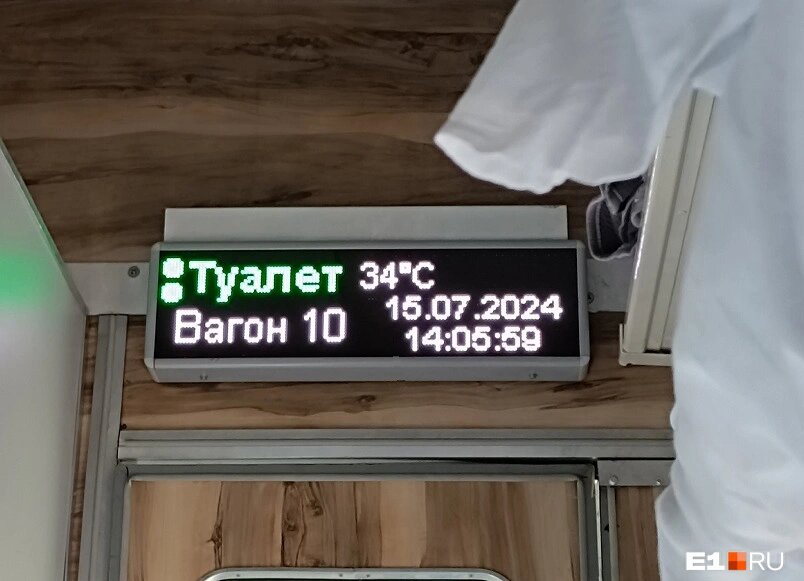 Туалет 34°C
15.07.2024
Вагон 10
14:05:59
E1.RU